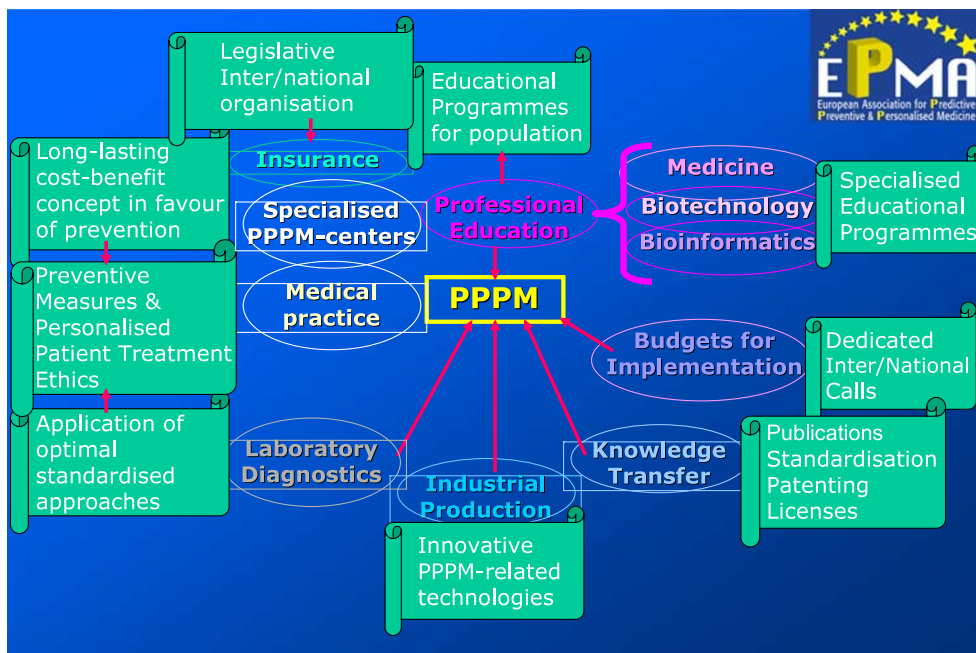 Legislative
Inter/national
organisation
Educational
Programmes
for population
EPMA
European Association for Predictive
Preventive & Personalised Medicine
Long-lasting
cost-benefit
concept in favour
of prevention
Insurance
Specialised
PPPM-centers
Professional
Education
Medicine
Biotechnology
Bioinformatics
Specialised
Educational
Programmes
Preventive
Measures &
Personalised
Patient Treatment
Ethics
Medical
practice
PPPM
Budgets for
Implementation
Dedicated
Inter/National
Calls
Application of
optimal
standardised
approaches
Laboratory
Diagnostics
Industrial
Production
Knowledge
Transfer
Publications
Standardisation
Patenting
Licenses
Innovative
PPPM-related
technologies